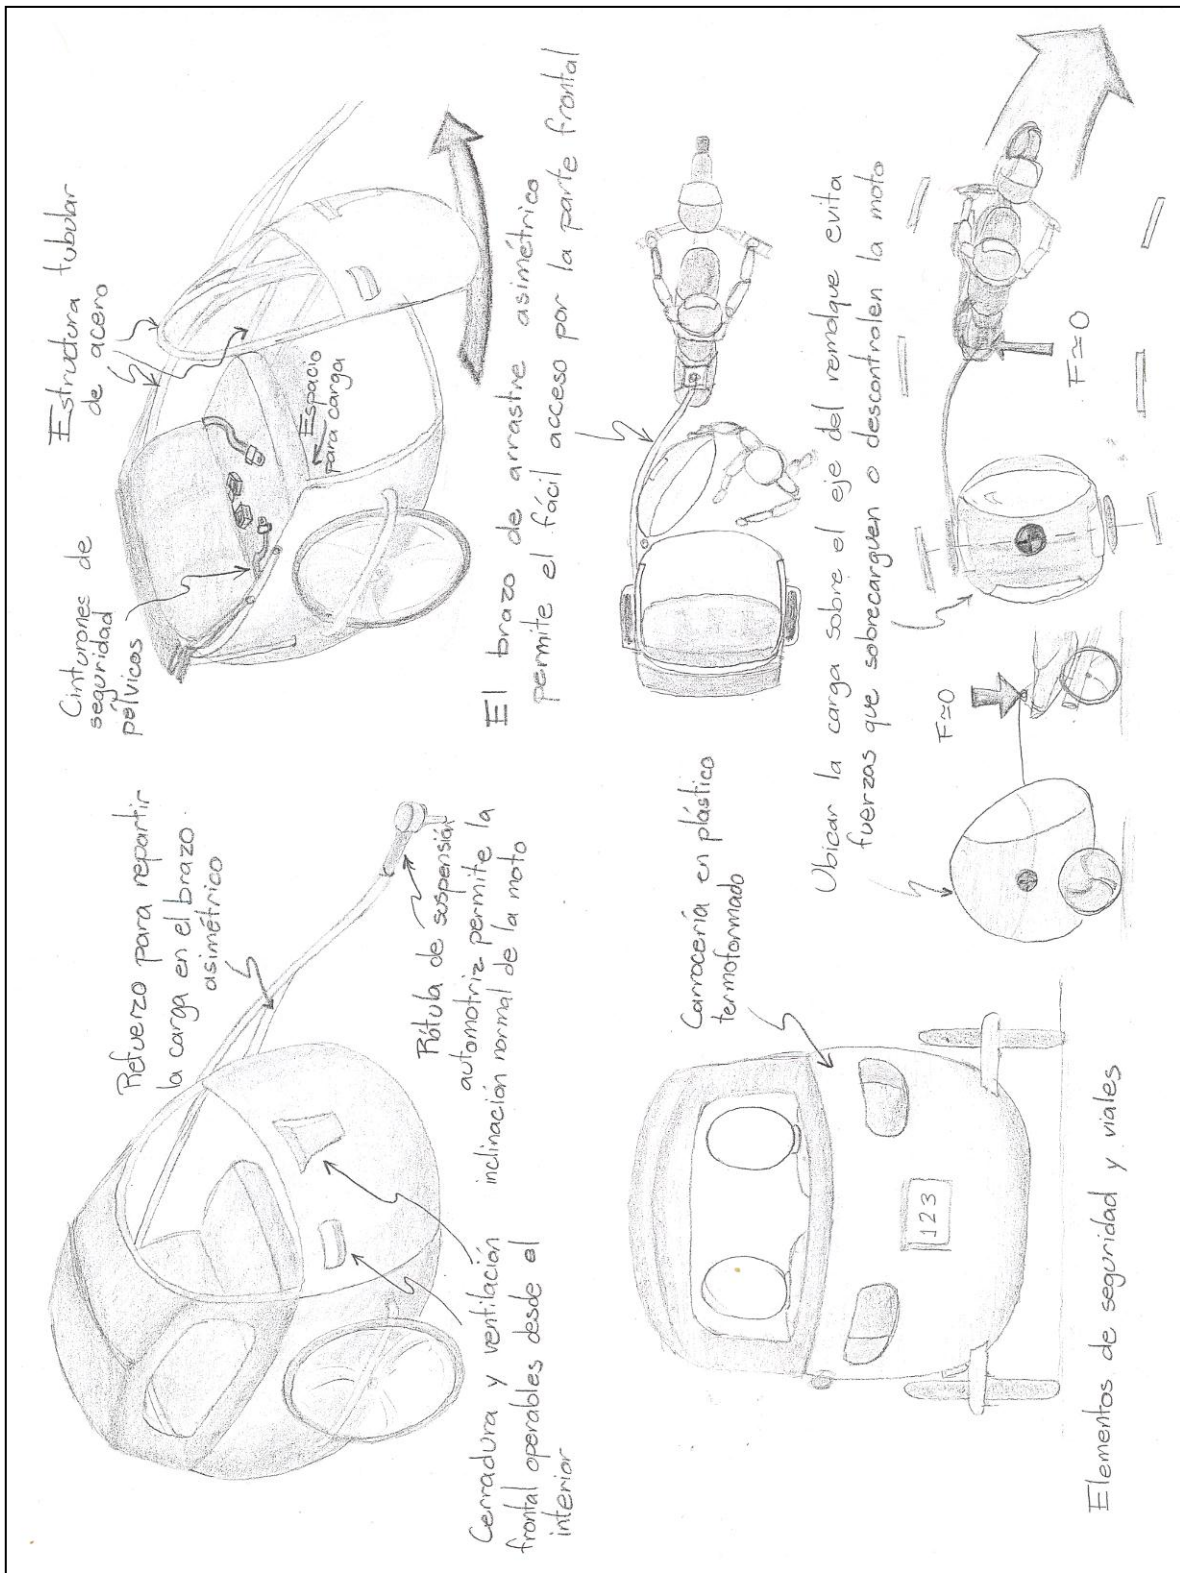 Refuerzo para repartir
la carga en el brazo
asimétrico
Rótula de suspensión
automotriz permite la
inclinación normal de la moto
Cerradura y ventilación
frontal operables desde el
interior
Cinturones de
seguridad
pélvicos
Estructura tubular
de acero
Espacio
para carga
El brazo de arrastre asimétrico
permite el fácil acceso por la parte frontal
Carrocería en plástico
termoformado
123
Elementos de seguridad y viales
Ubicar la carga sobre el eje del remolque evita
fuerzas que sobrecarguen o descontrolen la moto
F≃0
F≃0